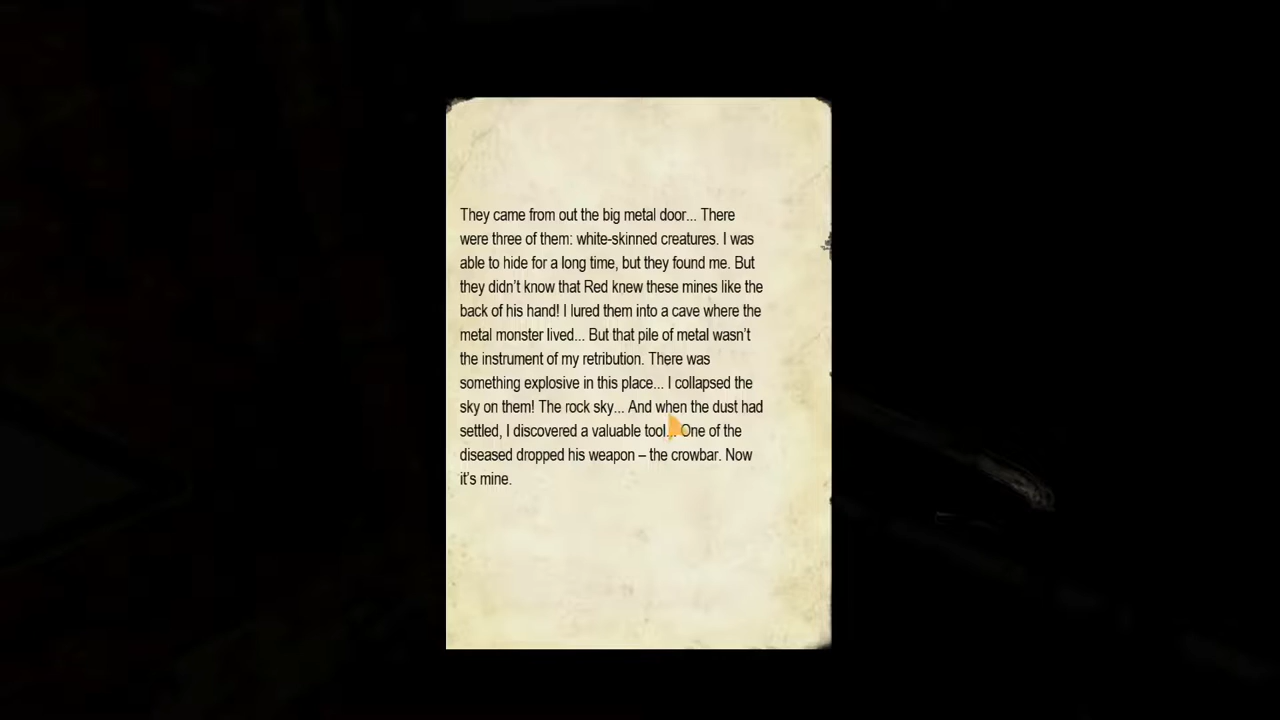 They came from out the big metal door... There
were three of them: white-skinned creatures. I was
able to hide for a long time, but they found me. But
they didn't know that Red knew these mines like the
back of his hand! I lured them into a cave where the
metal monster lived... But that pile of metal wasn't
the instrument of my retribution. There was
something explosive in this place... I collapsed the
sky on them! The rock sky... And when the dust had
settled, I discovered a valuable tool... One of the
diseased dropped his weapon – the crowbar. Now
it's mine.